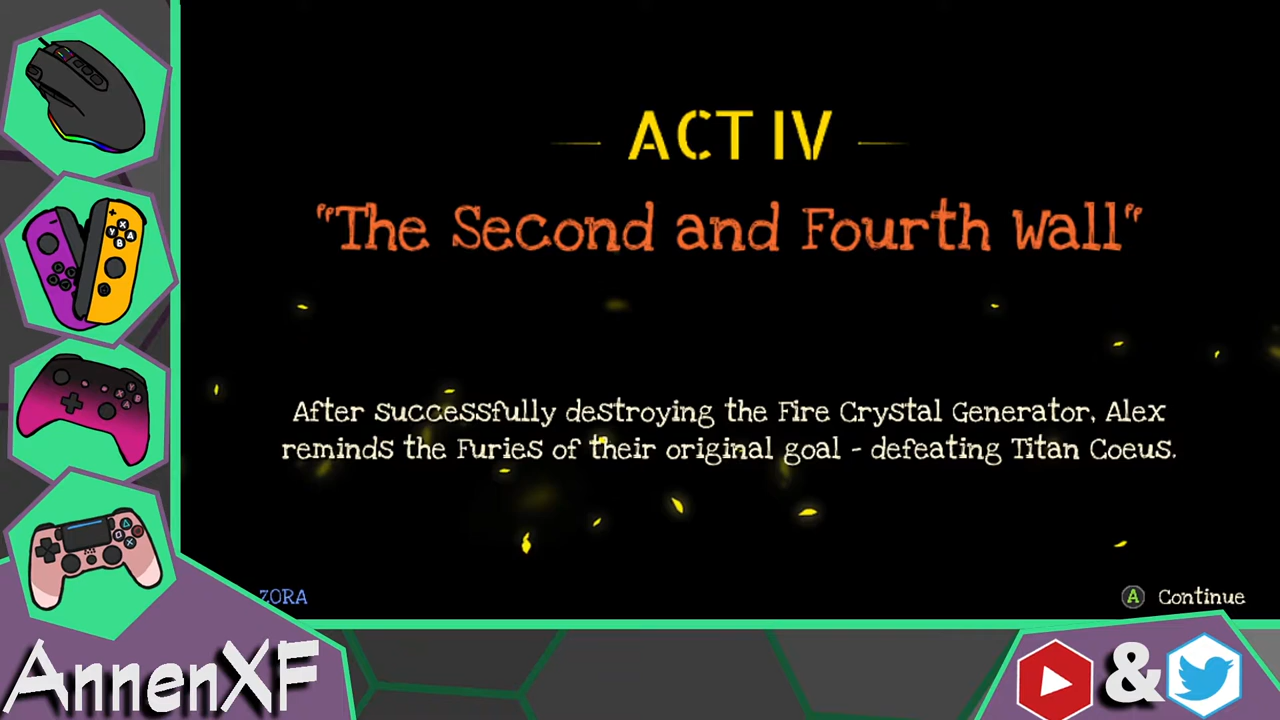 ACT IV
"The Second and Fourth Wall"
After successfully destroying the Fire Crystal Generator, Alex
reminds the Furies of their original goal - defeating Titan Coeus.
ZORA
A Continue
AnnenXF
&